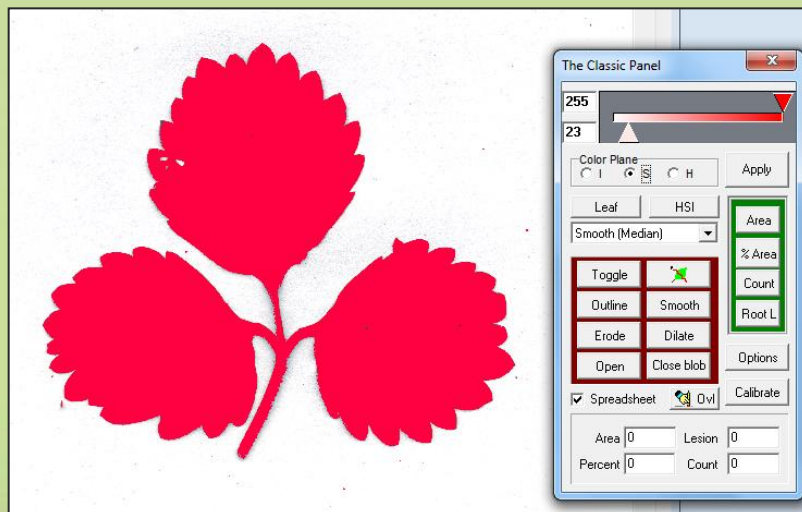 The Classic Panel
X
255
23
Color Plane
I S H
Apply
Leaf HSI
Smooth (Median)
Area
% Area
Count
Root L
Toggle
Outline Smooth
Erode Dilate
Open Close blob
Options
Spreadsheet Ovl
Calibrate
Area 0 Lesion 0
Percent 0 Count 0